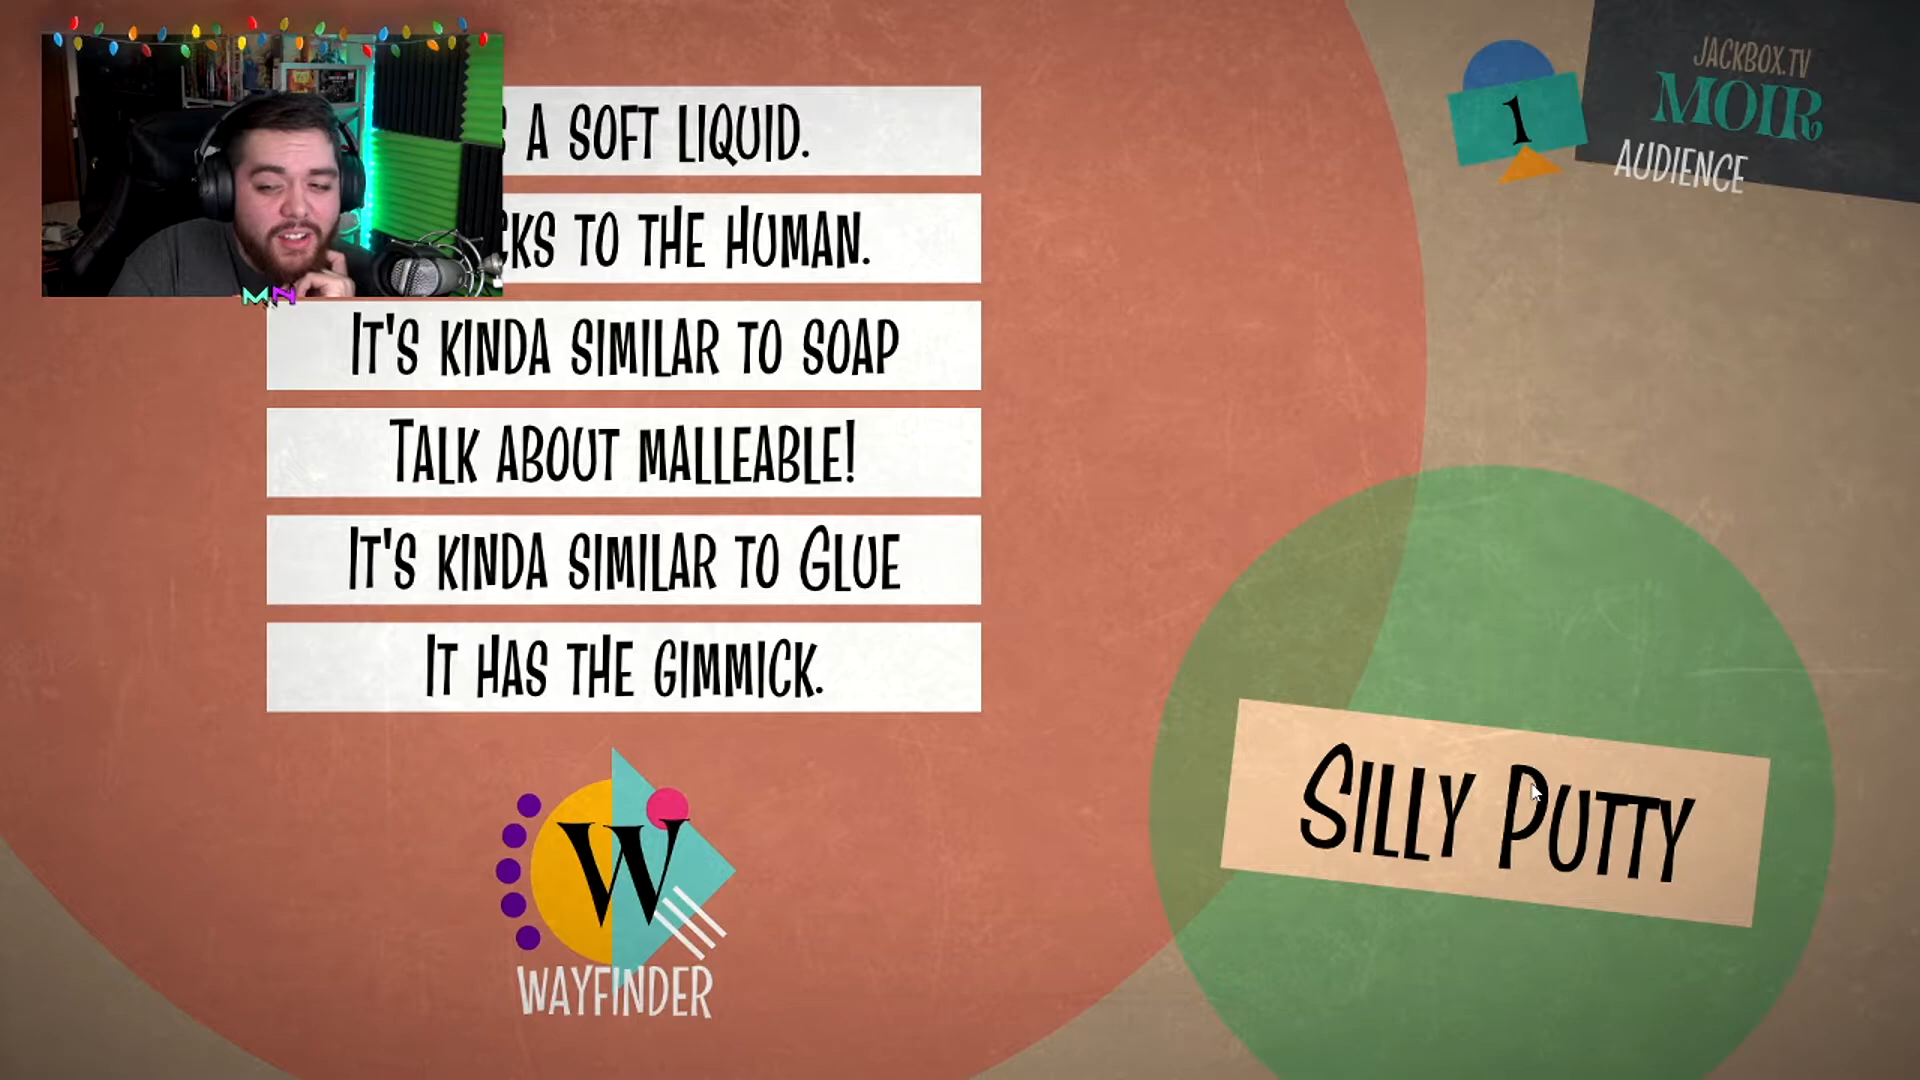 A SOFT LIQUID.
TO THE HUMAN.
IT'S KINDA SIMILAR TO SOAP
TALK ABOUT MALLEABLE!
IT'S KINDA SIMILAR TO GLUE
IT HAS THE GIMMICK.
W
WAYFINDER
MN
1
JACKBOX.TV
MOIR
AUDIENCE
SILLY PUTTY